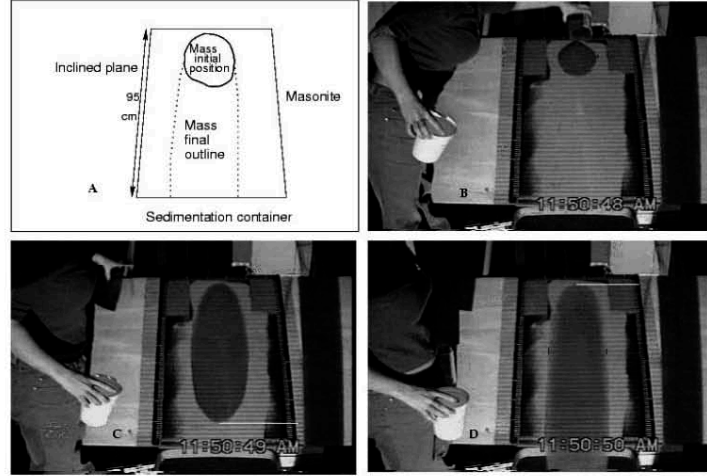 Mass
initial
position
Inclined plane
95
cm
Masonite
Mass
final
outline
A
Sedimentation container
B
11:50:48 AM
C
11:50:49 AM
D
11:50:50 AM